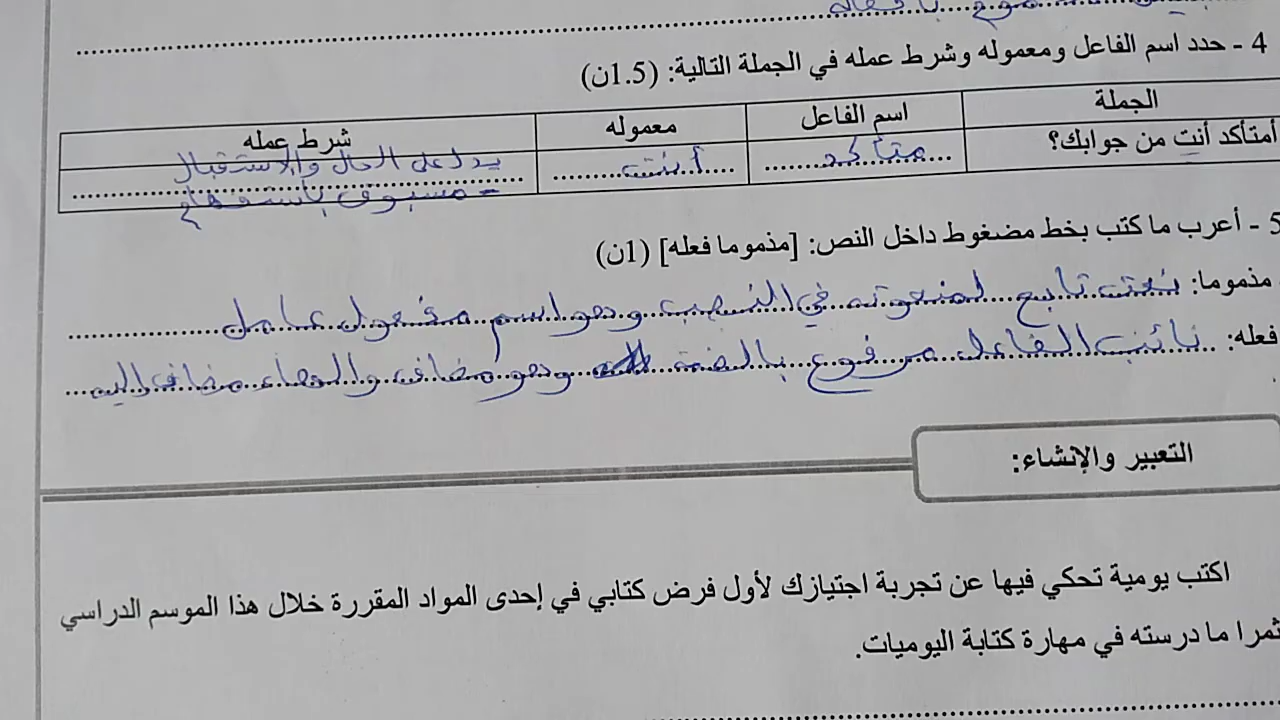 4 - حدد اسم الفاعل ومعموله وشرط عمله في الجملة التالية: (1.5ن)
الجملة اسم الفاعل معموله شرط عمله
أمتأكد أنت من جوابك؟ متأكد أنت يدل على الحال والاستقبال
- مسبوق باستفهام
5 - أعرب ما كتب بخط مضغوط داخل النص: [مذموما فعله] (1ن)
مذموما: نعت تابع لمنعوته في النصب وهو اسم مفعول عامل
فعله: نائب الفاعل مرفوع بالضمة وهو مضاف والهاء مضاف إليه
التعبير والإنشاء:
اكتب يومية تحكي فيها عن تجربة اجتيازك لأول فرض كتابي في إحدى المواد المقررة خلال هذا الموسم الدراسي
ثمرا ما درسته في مهارة كتابة اليوميات.